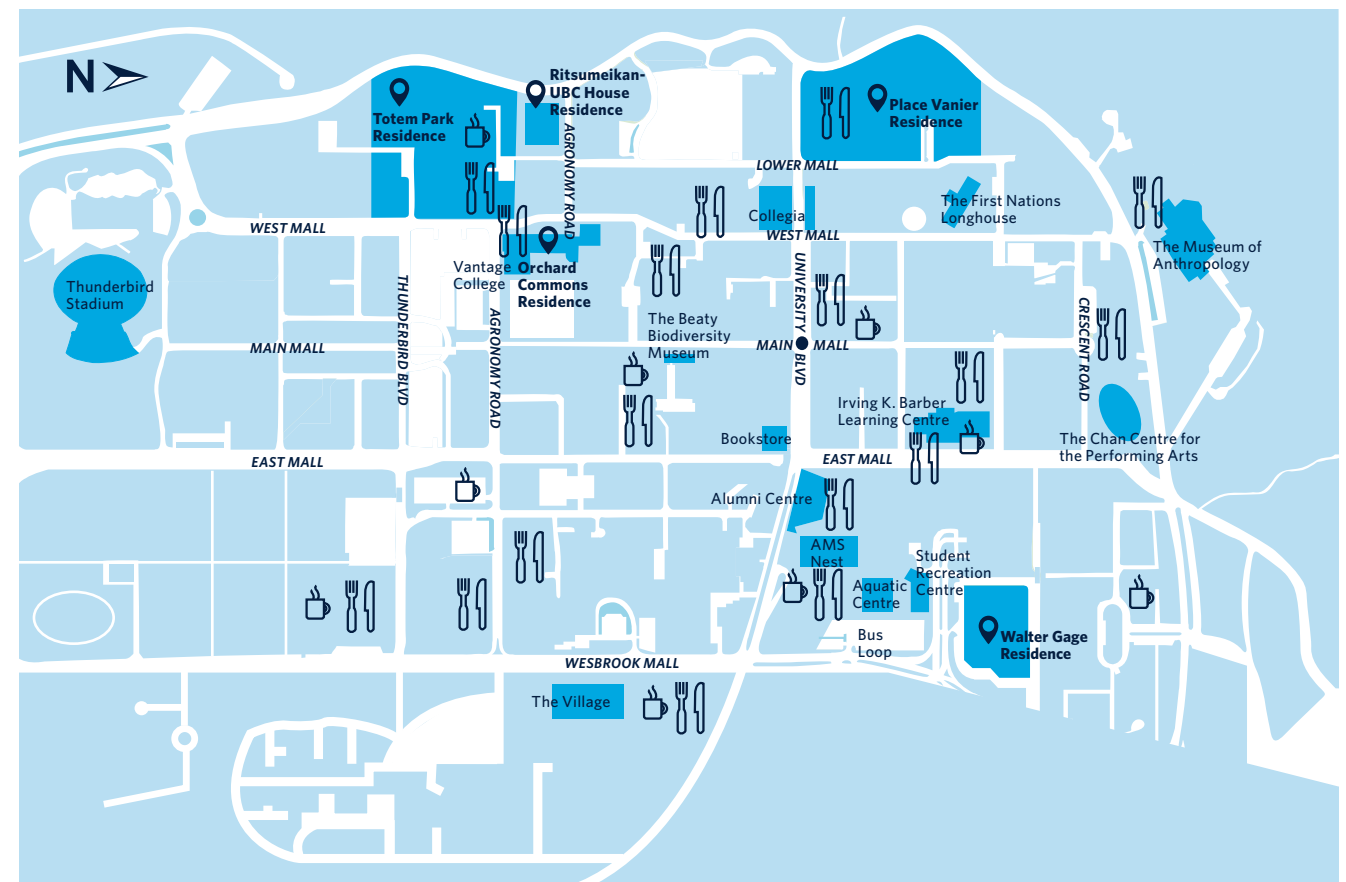 N
Ritsumeikan-
UBC House
Residence
Totem Park
Residence
Place Vanier
Residence
AGRONOMY ROAD
LOWER MALL
The First Nations
Longhouse
Collegia
WEST MALL
WEST MALL
The Museum of
Anthropology
Vantage
College
Orchard
Commons
Residence
Thunderbird
Stadium
THUNDERBIRD BLVD
AGRONOMY ROAD
UNIVERSITY BLVD
CRESCENT ROAD
The Beaty
Biodiversity
Museum
MAIN MALL
MAIN MALL
Irving K. Barber
Learning Centre
Bookstore
The Chan Centre for
the Performing Arts
EAST MALL
EAST MALL
Alumni Centre
AMS
Nest
Student
Recreation
Centre
Aquatic
Centre
Bus
Loop
Walter Gage
Residence
WESBROOK MALL
The Village